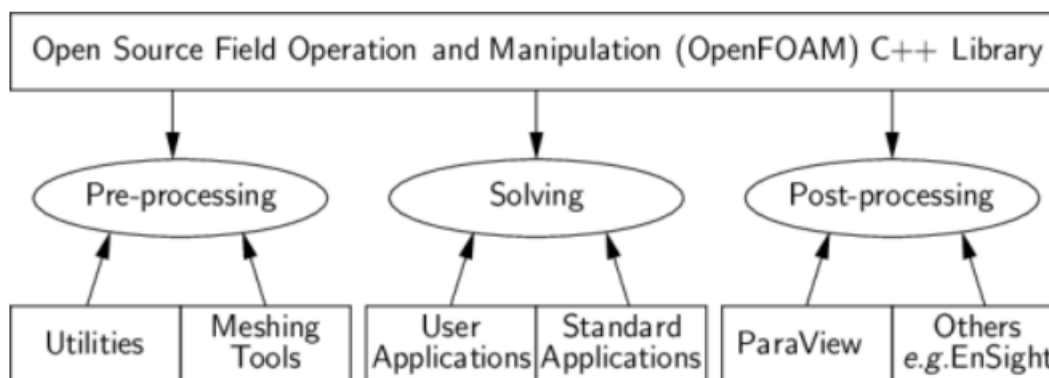 Open Source Field Operation and Manipulation (OpenFOAM) C++ Library
Pre-processing
Solving
Post-processing
Utilities
Meshing
Tools
User
Applications
Standard
Applications
ParaView
Others
e.g.EnSight